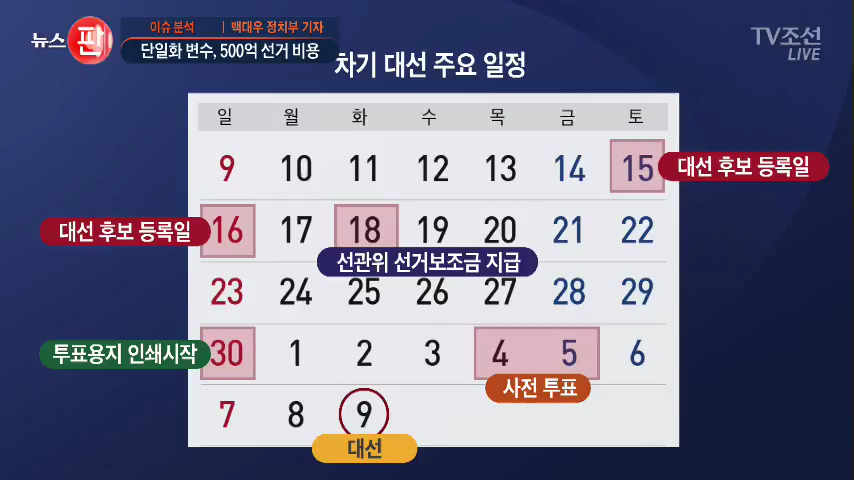 뉴스 판
이슈 분석 | 백대우 정치부 기자
단일화 변수, 500억 선거 비용
TV조선
LIVE
차기 대선 주요 일정
일 월 화 수 목 금 토
9 10 11 12 13 14 15
대선 후보 등록일
대선 후보 등록일
16 17 18 19 20 21 22
선관위 선거보조금 지급
23 24 25 26 27 28 29
투표용지 인쇄시작
30 1 2 3 4 5 6
사전 투표
7 8 9
대선